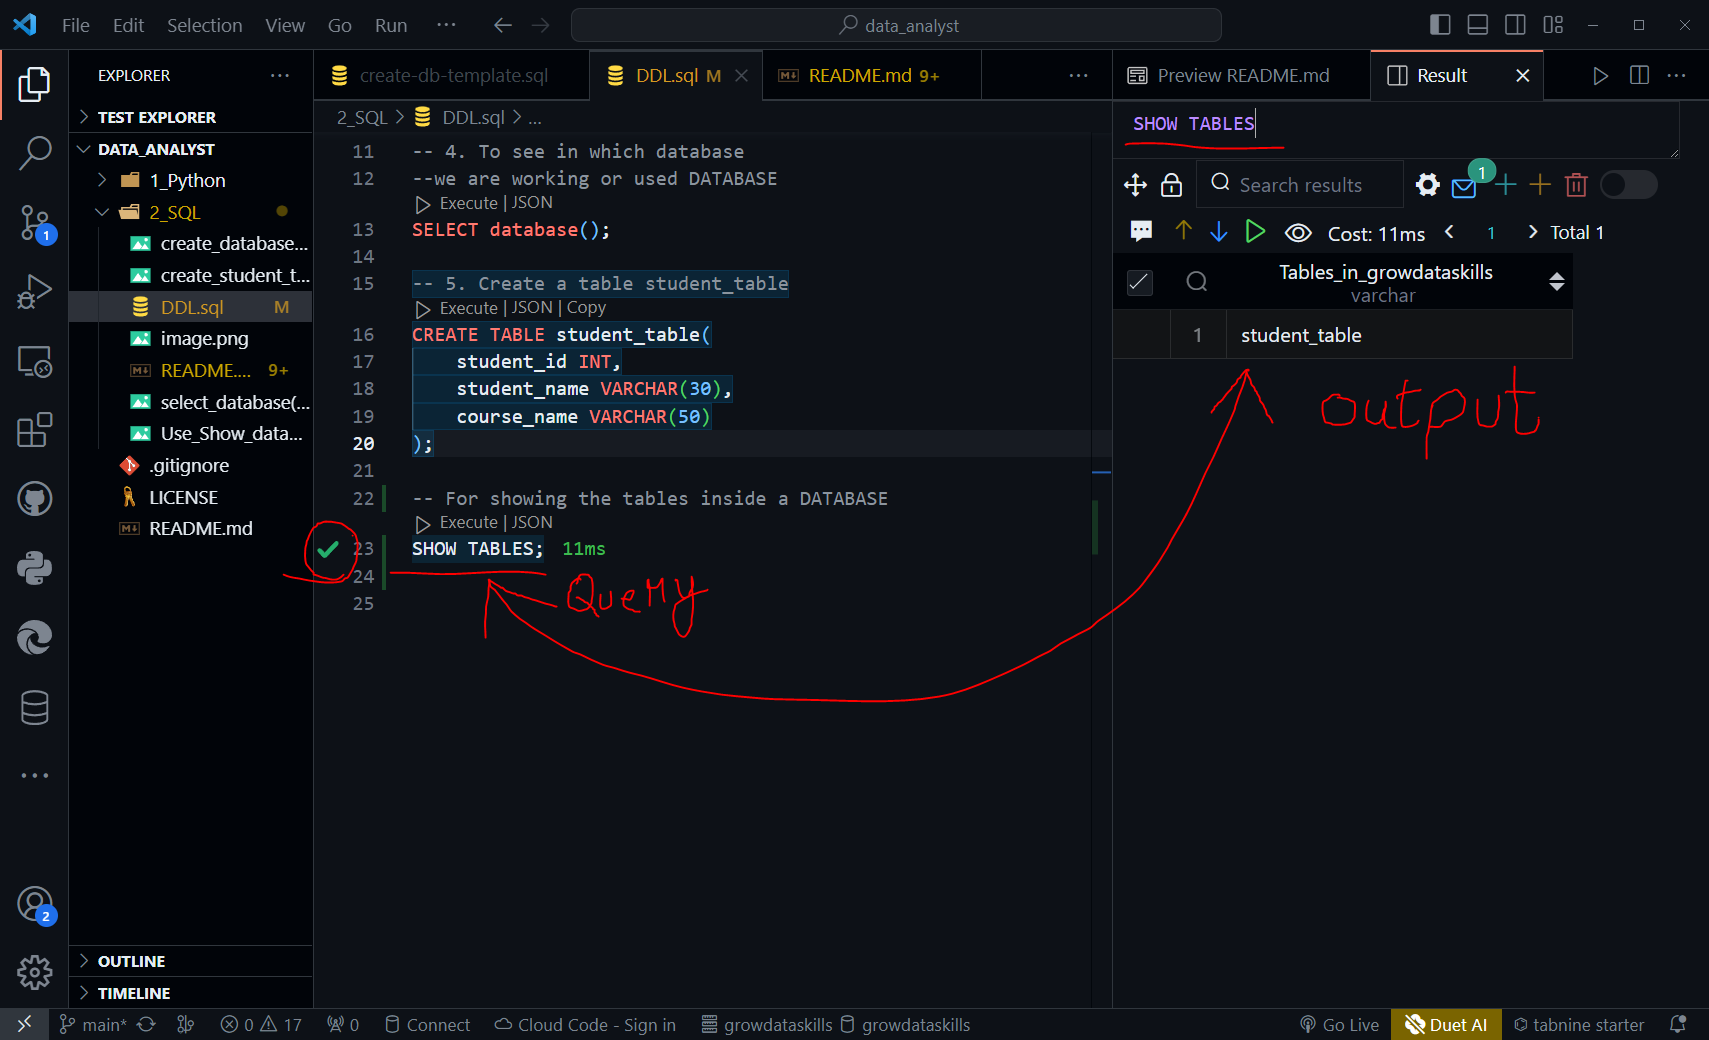 File Edit Selection View Go Run ... data_analyst
EXPLORER ...
TEST EXPLORER
DATA_ANALYST
1_Python
2_SQL
create_database...
create_student_t...
DDL.sql M
image.png
README.... 9+
select_database(...
Use_Show_data...
.gitignore
LICENSE
README.md
OUTLINE
TIMELINE
1
2
create-db-template.sql DDL.sql M README.md 9+ ...
2_SQL > DDL.sql > ...
11 -- 4. To see in which database
12 --we are working or used DATABASE
Execute | JSON
13 SELECT database();
14
15 -- 5. Create a table student_table
Execute | JSON | Copy
16 CREATE TABLE student_table(
17 student_id INT,
18 student_name VARCHAR(30),
19 course_name VARCHAR(50)
20 );
21
22 -- For showing the tables inside a DATABASE
Execute | JSON
23 SHOW TABLES; 11ms
24
25
QueMy
Preview README.md Result ...
SHOW TABLES
Search results 1
Cost: 11ms < 1 > Total 1
Tables_in_growdataskills
varchar
1 student_table
output
main* 0 17 0 Connect Cloud Code - Sign in growdataskills growdataskills Go Live Duet AI tabnine starter